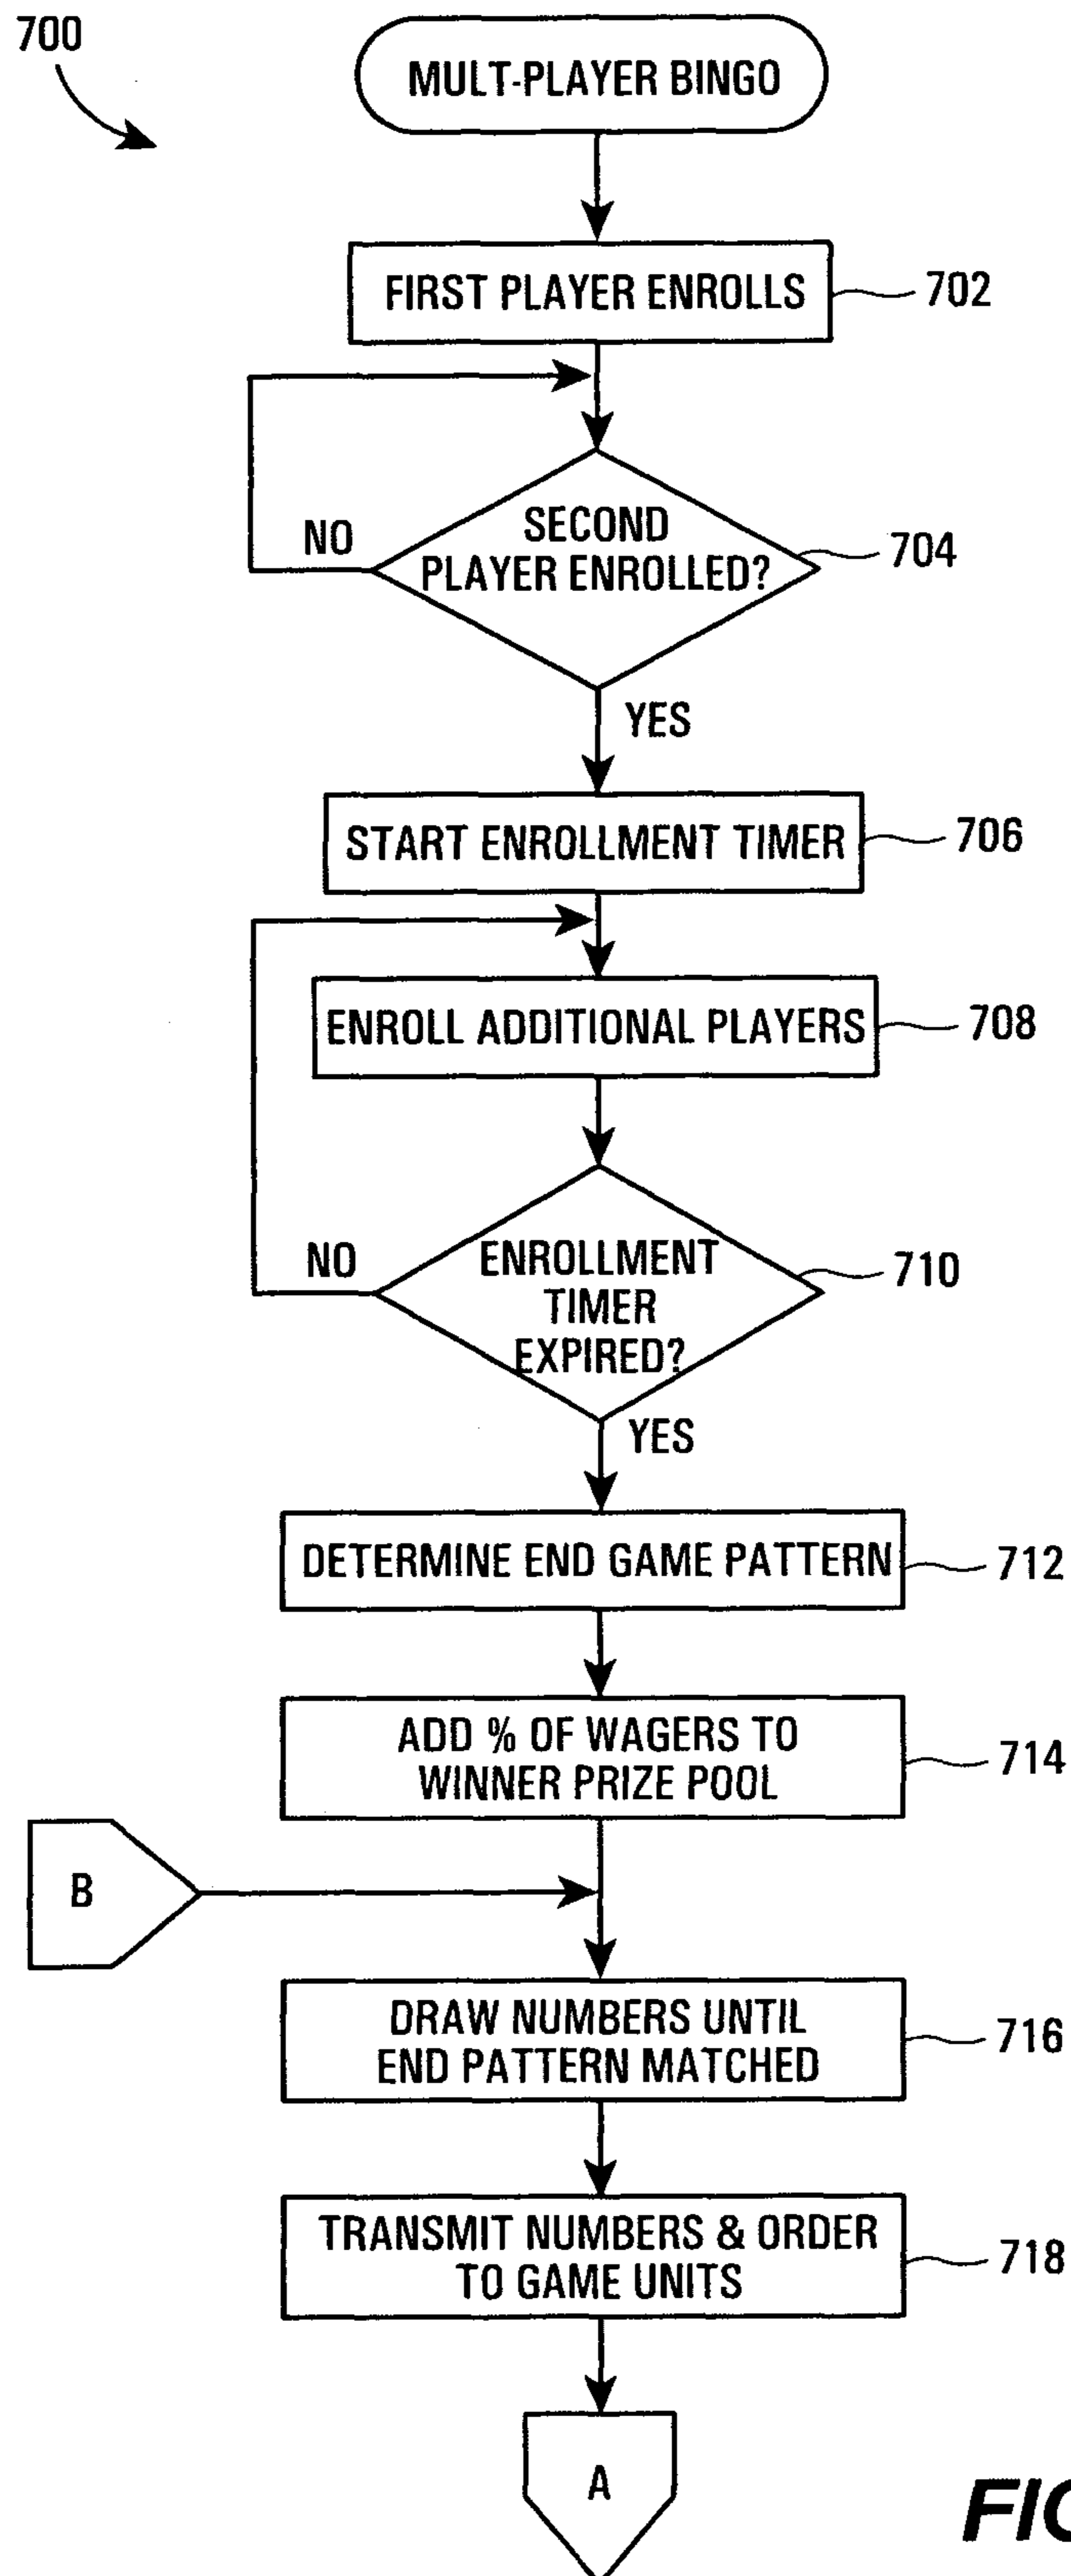 700
MULT-PLAYER BINGO
FIRST PLAYER ENROLLS
702
SECOND
PLAYER ENROLLED?
704
NO
YES
START ENROLLMENT TIMER
706
ENROLL ADDITIONAL PLAYERS
708
ENROLLMENT
TIMER
EXPIRED?
710
NO
YES
DETERMINE END GAME PATTERN
712
ADD % OF WAGERS TO
WINNER PRIZE POOL
714
B
DRAW NUMBERS UNTIL
END PATTERN MATCHED
716
TRANSMIT NUMBERS & ORDER
TO GAME UNITS
718
A